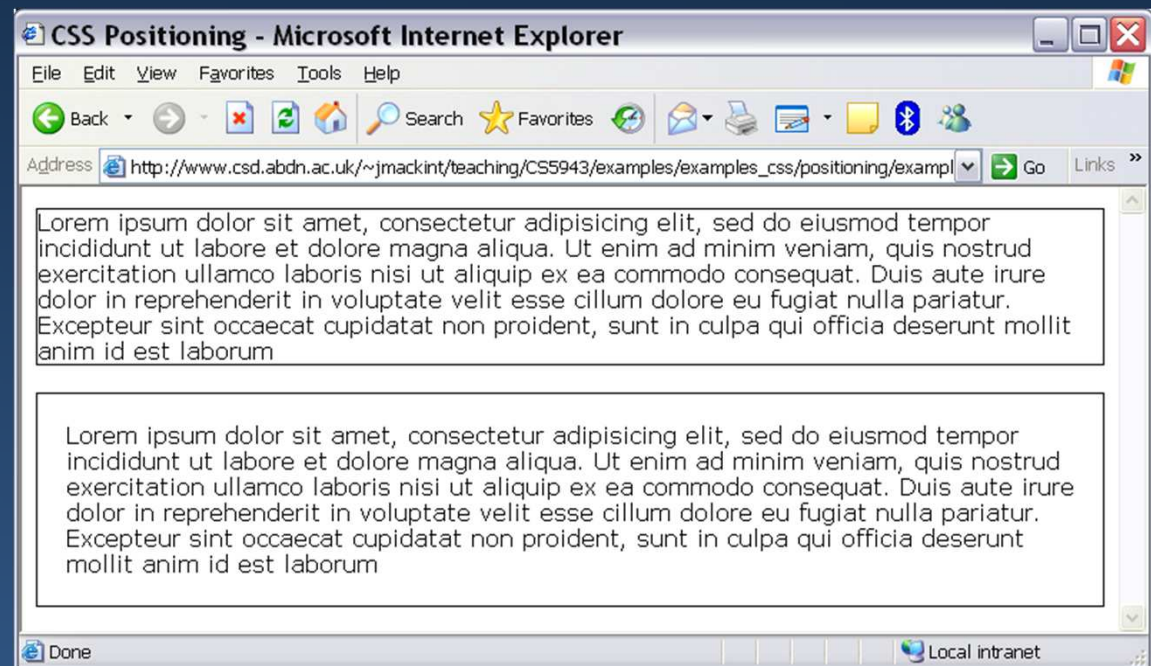 CSS Positioning - Microsoft Internet Explorer
File Edit View Favorites Tools Help
Back Search Favorites
Address http://www.csd.abdn.ac.uk/~jmackint/teaching/CS5943/examples/examples_css/positioning/exampl Go Links »
Lorem ipsum dolor sit amet, consectetur adipisicing elit, sed do eiusmod tempor
incididunt ut labore et dolore magna aliqua. Ut enim ad minim veniam, quis nostrud
exercitation ullamco laboris nisi ut aliquip ex ea commodo consequat. Duis aute irure
dolor in reprehenderit in voluptate velit esse cillum dolore eu fugiat nulla pariatur.
Excepteur sint occaecat cupidatat non proident, sunt in culpa qui officia deserunt mollit
anim id est laborum
Lorem ipsum dolor sit amet, consectetur adipisicing elit, sed do eiusmod tempor
incididunt ut labore et dolore magna aliqua. Ut enim ad minim veniam, quis nostrud
exercitation ullamco laboris nisi ut aliquip ex ea commodo consequat. Duis aute irure
dolor in reprehenderit in voluptate velit esse cillum dolore eu fugiat nulla pariatur.
Excepteur sint occaecat cupidatat non proident, sunt in culpa qui officia deserunt
mollit anim id est laborum
Done Local intranet